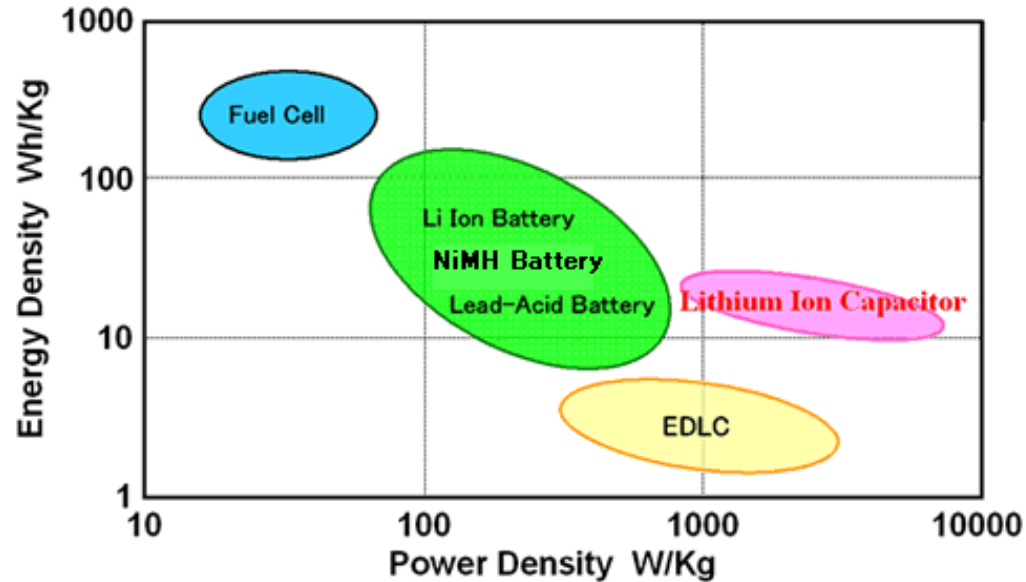 1000
Energy Density Wh/Kg
Fuel Cell
100
Li Ion Battery
NiMH Battery
Lithium Ion Capacitor
Lead-Acid Battery
10
EDLC
1
10
100
1000
10000
Power Density W/Kg